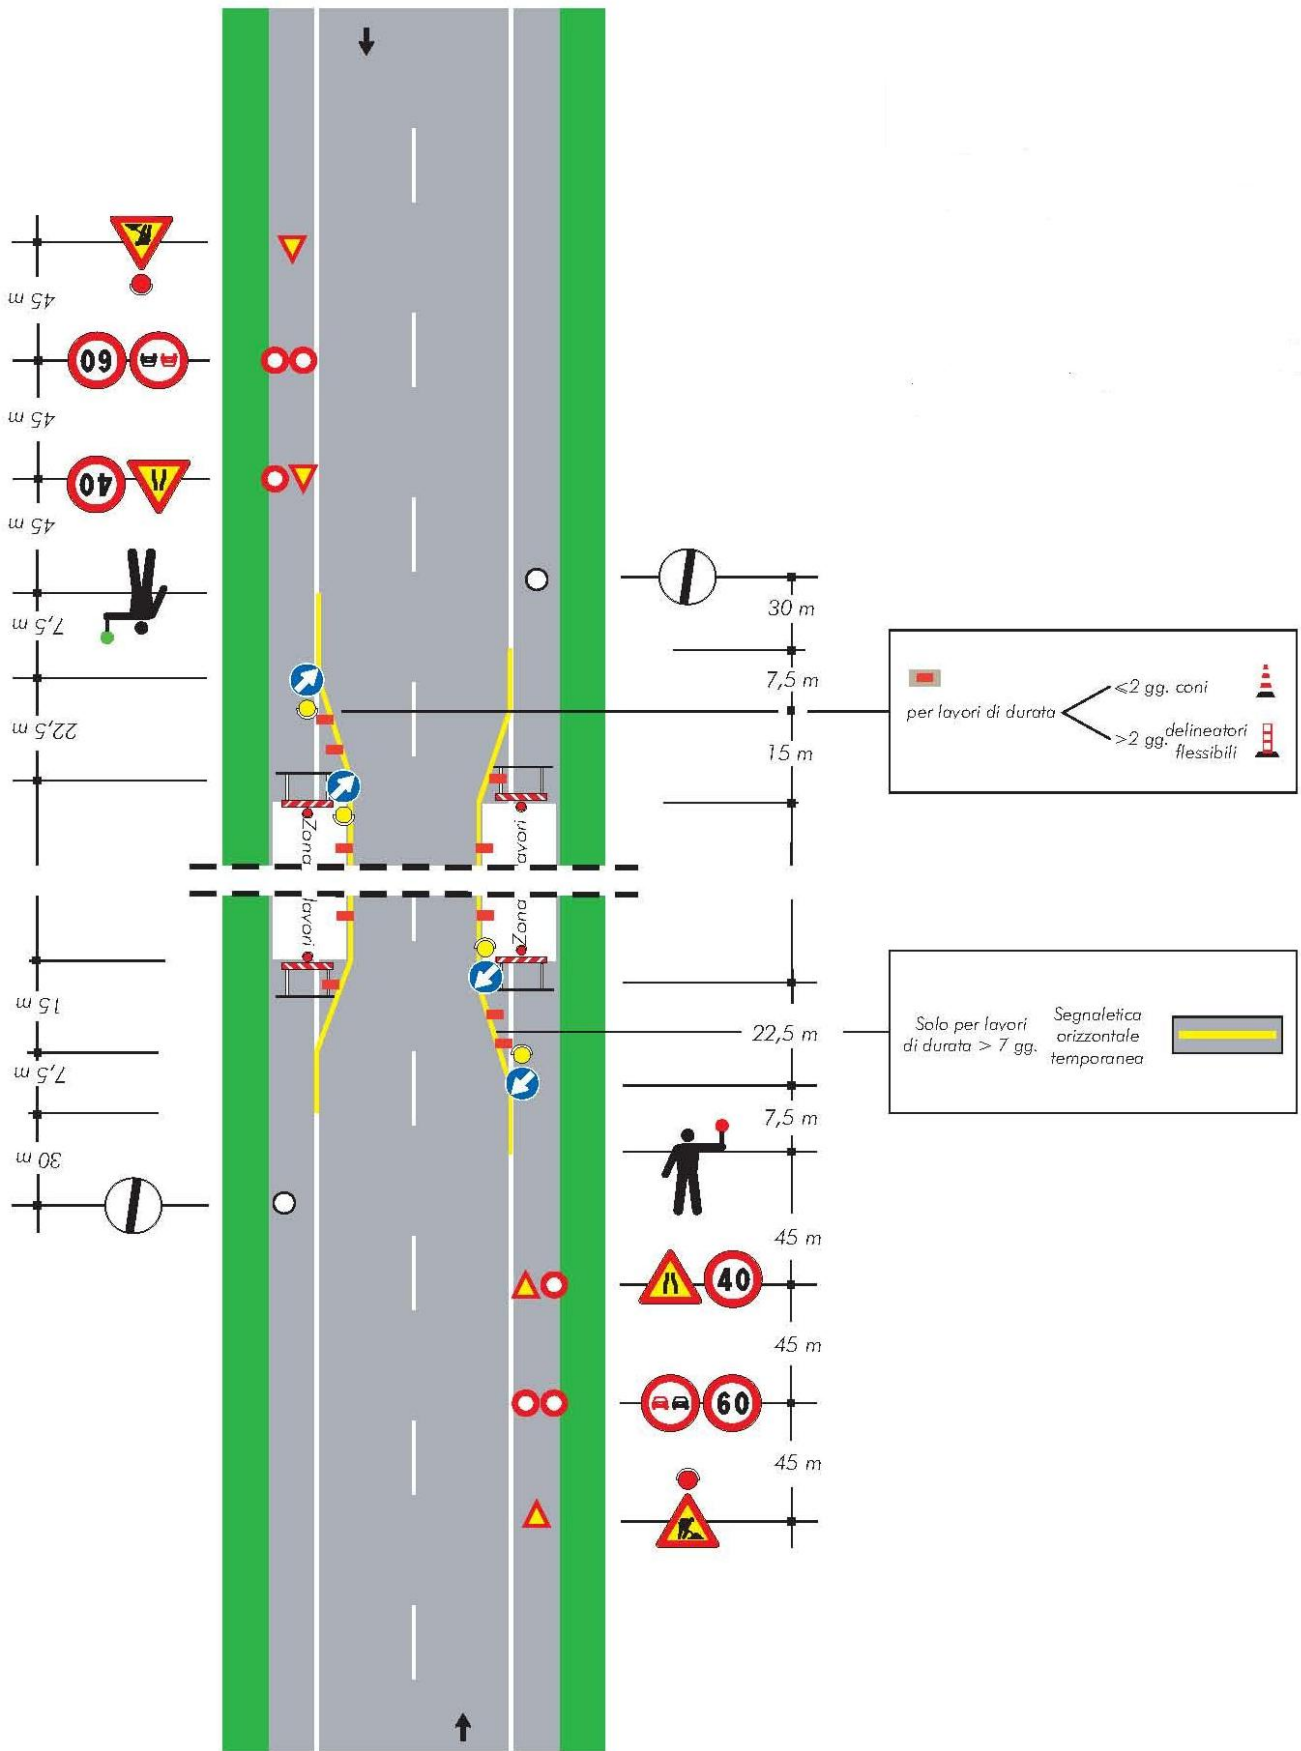 45 m
60
45 m
40
45 m
7,5 m
22,5 m
30 m
7,5 m
15 m
per lavori di durata
≤2 gg. coni
>2 gg. delineatori
flessibili
Zona
lavori
avori
Zona
15 m
7,5 m
30 m
22,5 m
7,5 m
Solo per lavori
di durata > 7 gg.
Segnaletica
orizzontale
temporanea
45 m
40
45 m
60
45 m